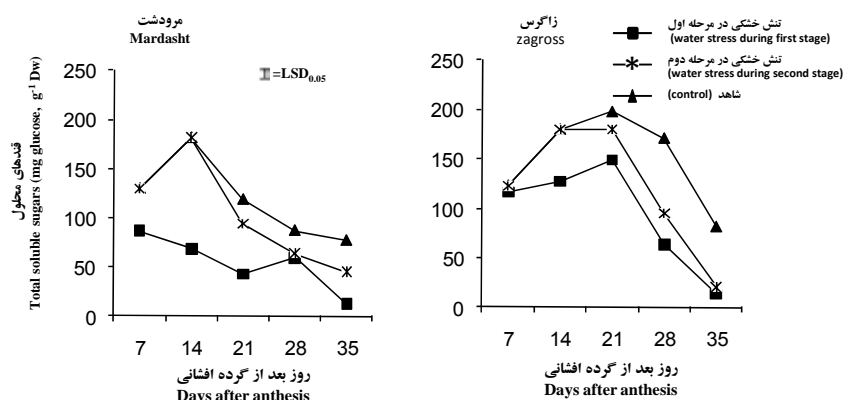 مرودشت
Mardasht
زاگرس
zagross
تنش خشکی در مرحله اول
(water stress during first stage)
تنش خشکی در مرحله دوم
(water stress during second stage)
شاهد (control)
=LSD0.05
قندهای محلول
Total soluble sugars (mg glucose, g-1 Dw)
250
200
150
100
50
0
7 14 21 28 35
روز بعد از گرده افشانی
Days after anthesis
250
200
150
100
50
0
7 14 21 28 35
روز بعد از گرده افشانی
Days after anthesis